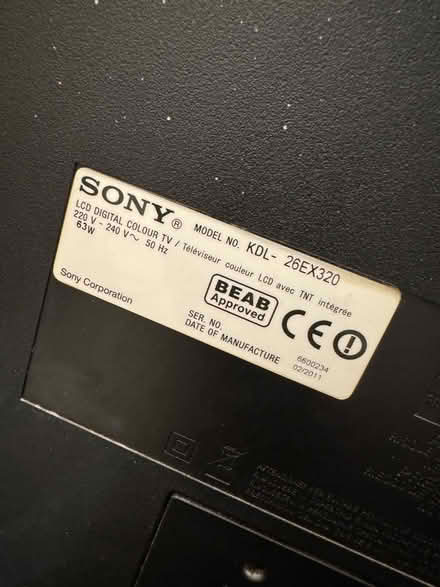 SONY®
MODEL NO. KDL- 26EX320
LCD DIGITAL COLOUR TV / Téléviseur couleur LCD avec TNT intégrée
220 V - 240 V~ 50 Hz
63W
BEAB
Approved
CE
Sony Corporation
SER. NO. 6600234
DATE OF MANUFACTURE 02/2011